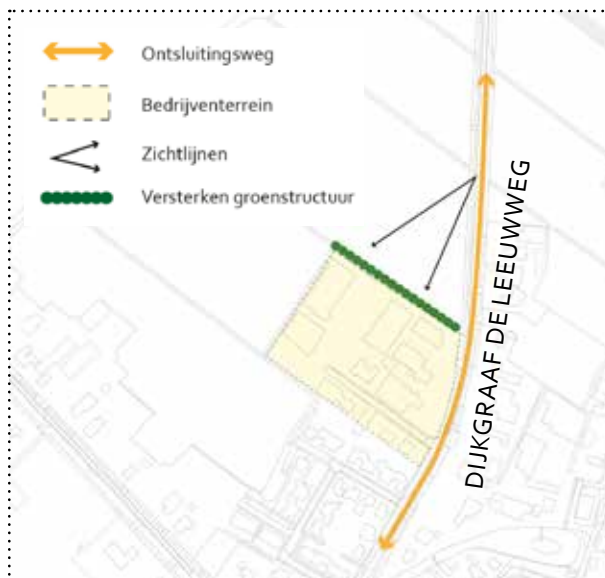 Ontsluitingsweg
Bedrijventerrein
Zichtlijnen
Versterken groenstructuur
DIJKGRAAF DE LEEUWWEG